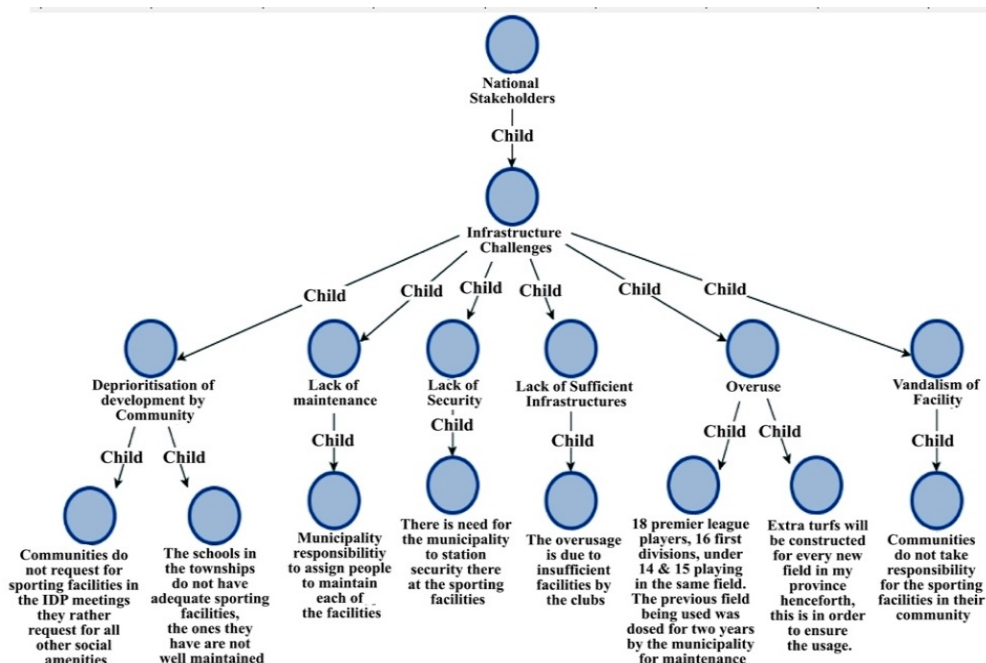 National
Stakeholders
Child
Infrastructure
Challenges
Child
Child
Child
Child
Child
Child
Deprioritisation of
development by
Community
Lack of
maintenance
Lack of
Security
Lack of Sufficient
Infrastructures
Overuse
Vandalism of
Facility
Child
Child
Child
Child
Child
Child
Child
Child
Communities do
not request for
sporting facilities in
the IDP meetings
they rather
request for all
other social
amenities
The schools in
the townships
do not have
adequate sporting
facilities,
the ones they
have are not
well maintained
Municipality
responsibilitiy
to assign people
to maintain
each of
the facilities
There is need for
the municipality
to station
security there
at the sporting
facilities
The overusage
is due to
insufficient
facilities by
the clubs
18 premier league
players, 16 first
divisions, under
14 & 15 playing
in the same field.
The previous field
being used was
dosed for two years
by the municipality
for maintenance
Extra turfs will
be constructed
for every new
field in my
province
henceforth,
this is in order
to ensure
the usage.
Communities
do not take
responsibility
for the sporting
facilities in their
community